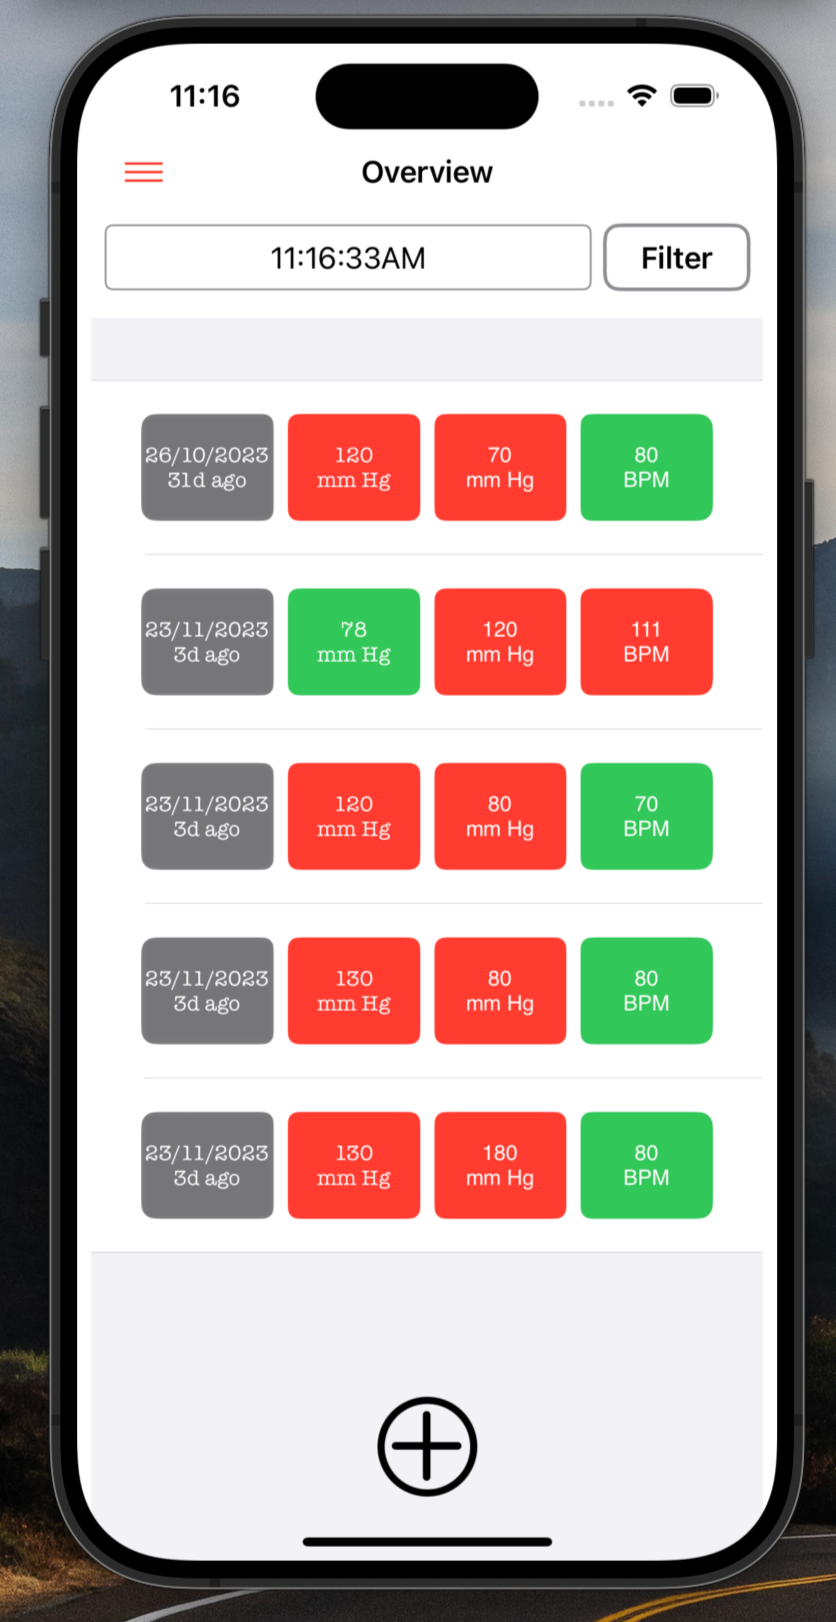 11:16
Overview
11:16:33AM
Filter
26/10/2023
31d ago
120
mm Hg
70
mm Hg
80
BPM
23/11/2023
3d ago
78
mm Hg
120
mm Hg
111
BPM
23/11/2023
3d ago
120
mm Hg
80
mm Hg
70
BPM
23/11/2023
3d ago
130
mm Hg
80
mm Hg
80
BPM
23/11/2023
3d ago
130
mm Hg
180
mm Hg
80
BPM